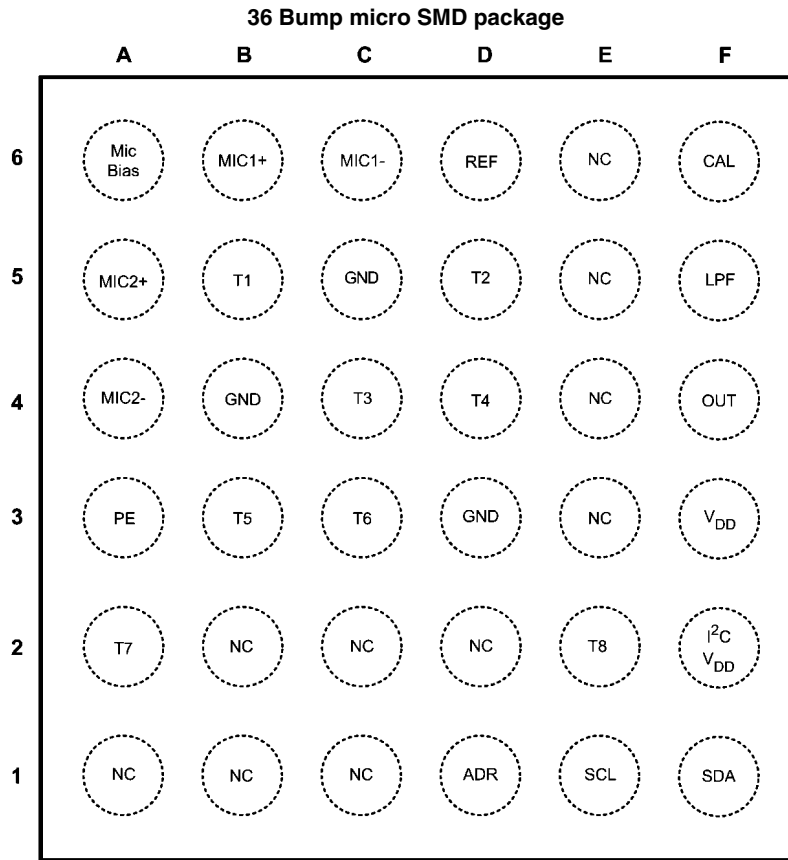 36 Bump micro SMD package
A B C D E F
6 Mic Bias MIC1+ MIC1- REF NC CAL
5 MIC2+ T1 GND T2 NC LPF
4 MIC2- GND T3 T4 NC OUT
3 PE T5 T6 GND NC V_DD
2 T7 NC NC NC T8 I²C V_DD
1 NC NC NC ADR SCL SDA